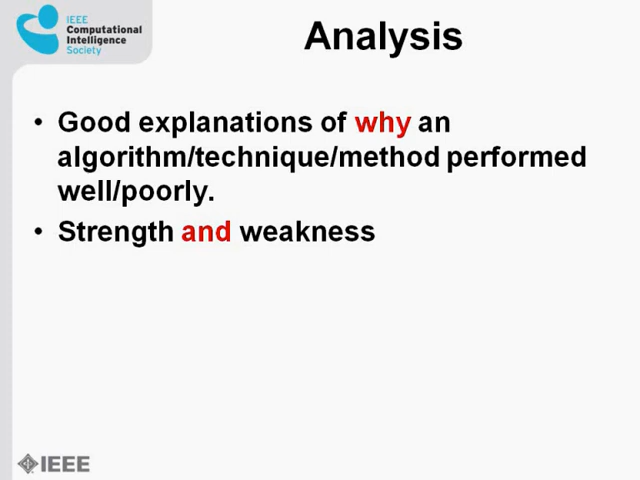 IEEE
Computational
Intelligence
Society
Analysis
• Good explanations of why an
algorithm/technique/method performed
well/poorly.
• Strength and weakness
IEEE